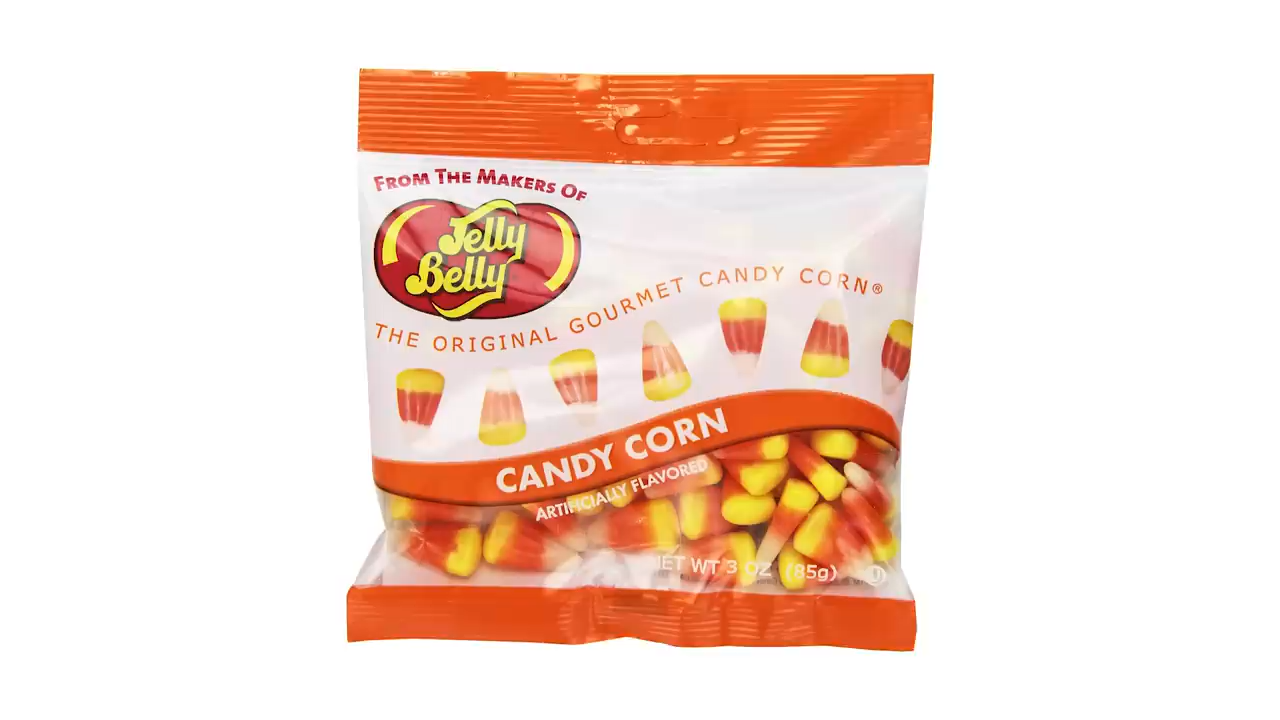 FROM THE MAKERS OF
Jelly
Belly
THE ORIGINAL GOURMET CANDY CORN®
CANDY CORN
ARTIFICIALLY FLAVORED
NET WT 3 OZ (85g)